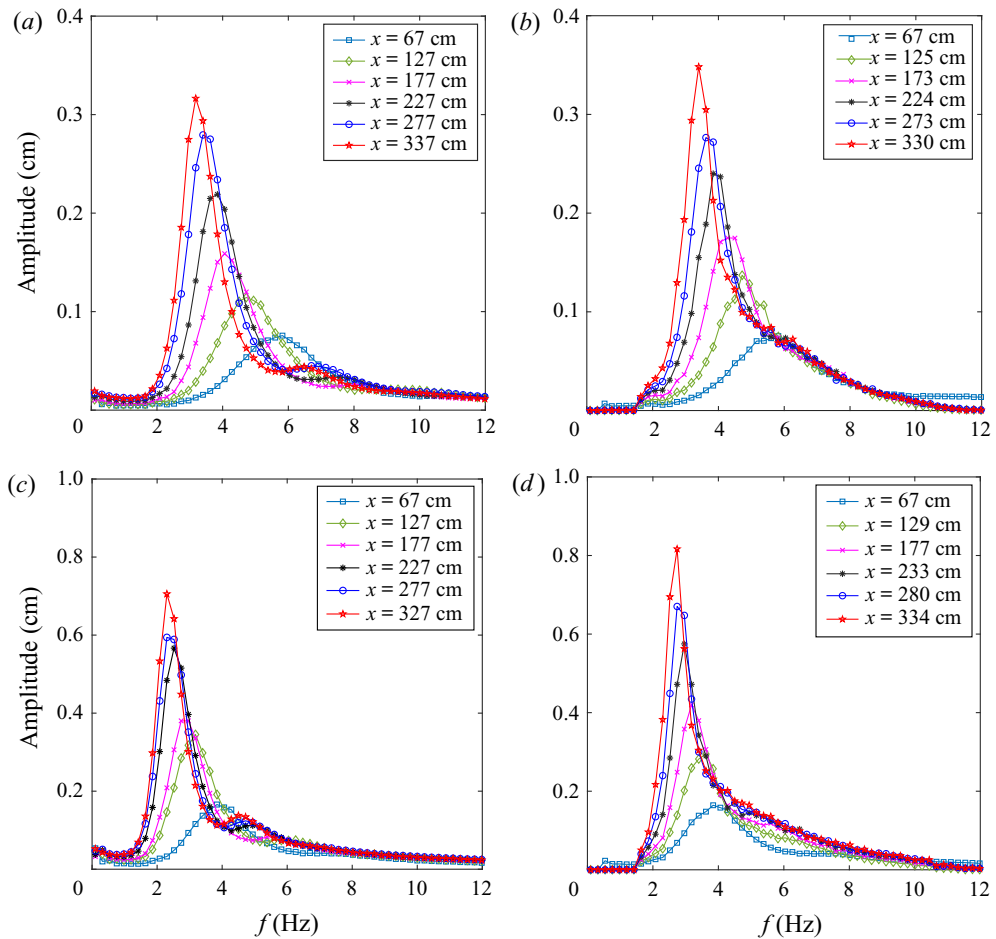 (a)
0.4
0.3
0.2
0.1
Amplitude (cm)
0 2 4 6 8 10 12
x = 67 cm
x = 127 cm
x = 177 cm
x = 227 cm
x = 277 cm
x = 337 cm
(b)
0.4
0.3
0.2
0.1
0 2 4 6 8 10 12
x = 67 cm
x = 125 cm
x = 173 cm
x = 224 cm
x = 273 cm
x = 330 cm
(c)
1.0
0.8
0.6
0.4
0.2
Amplitude (cm)
0 2 4 6 8 10 12
f (Hz)
x = 67 cm
x = 127 cm
x = 177 cm
x = 227 cm
x = 277 cm
x = 327 cm
(d)
1.0
0.8
0.6
0.4
0.2
0 2 4 6 8 10 12
f (Hz)
x = 67 cm
x = 129 cm
x = 177 cm
x = 233 cm
x = 280 cm
x = 334 cm